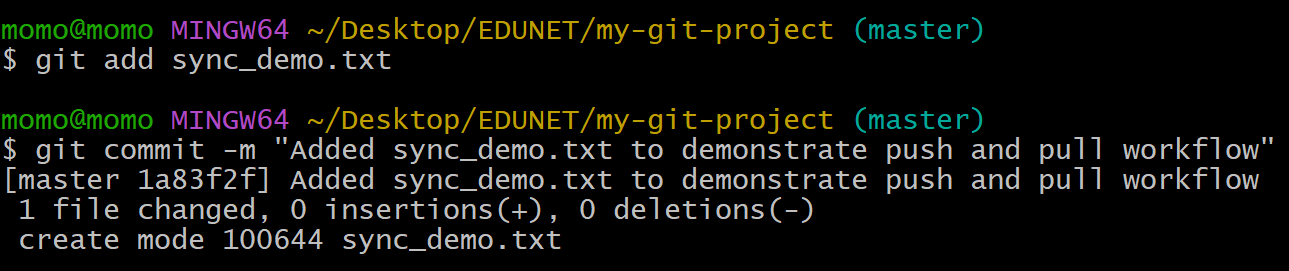 momo@momo MINGW64 ~/Desktop/EDUNET/my-git-project (master)
$ git add sync_demo.txt
momo@momo MINGW64 ~/Desktop/EDUNET/my-git-project (master)
$ git commit -m "Added sync_demo.txt to demonstrate push and pull workflow"
[master 1a83f2f] Added sync_demo.txt to demonstrate push and pull workflow
 1 file changed, 0 insertions(+), 0 deletions(-)
 create mode 100644 sync_demo.txt